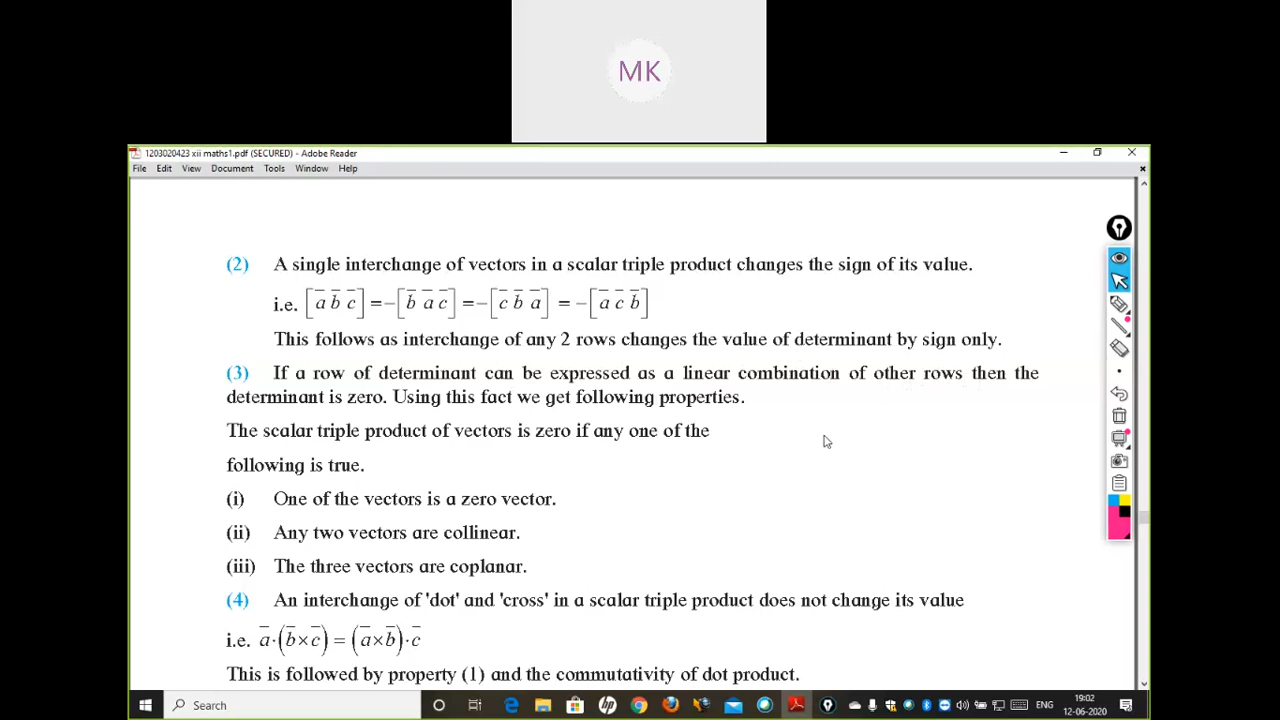 MK
1203020423 xii maths1.pdf (SECURED) - Adobe Reader
File Edit View Document Tools Window Help
(2) A single interchange of vectors in a scalar triple product changes the sign of its value.
i.e. [a̅ b̅ c̅] = −[b̅ a̅ c̅] = −[c̅ b̅ a̅] = −[a̅ c̅ b̅]
This follows as interchange of any 2 rows changes the value of determinant by sign only.
(3) If a row of determinant can be expressed as a linear combination of other rows then the
determinant is zero. Using this fact we get following properties.
The scalar triple product of vectors is zero if any one of the
following is true.
(i) One of the vectors is a zero vector.
(ii) Any two vectors are collinear.
(iii) The three vectors are coplanar.
(4) An interchange of 'dot' and 'cross' in a scalar triple product does not change its value
i.e. a̅·(b̅×c̅) = (a̅×b̅)·c̅
This is followed by property (1) and the commutativity of dot product.
Search
ENG
19:02
12-06-2020